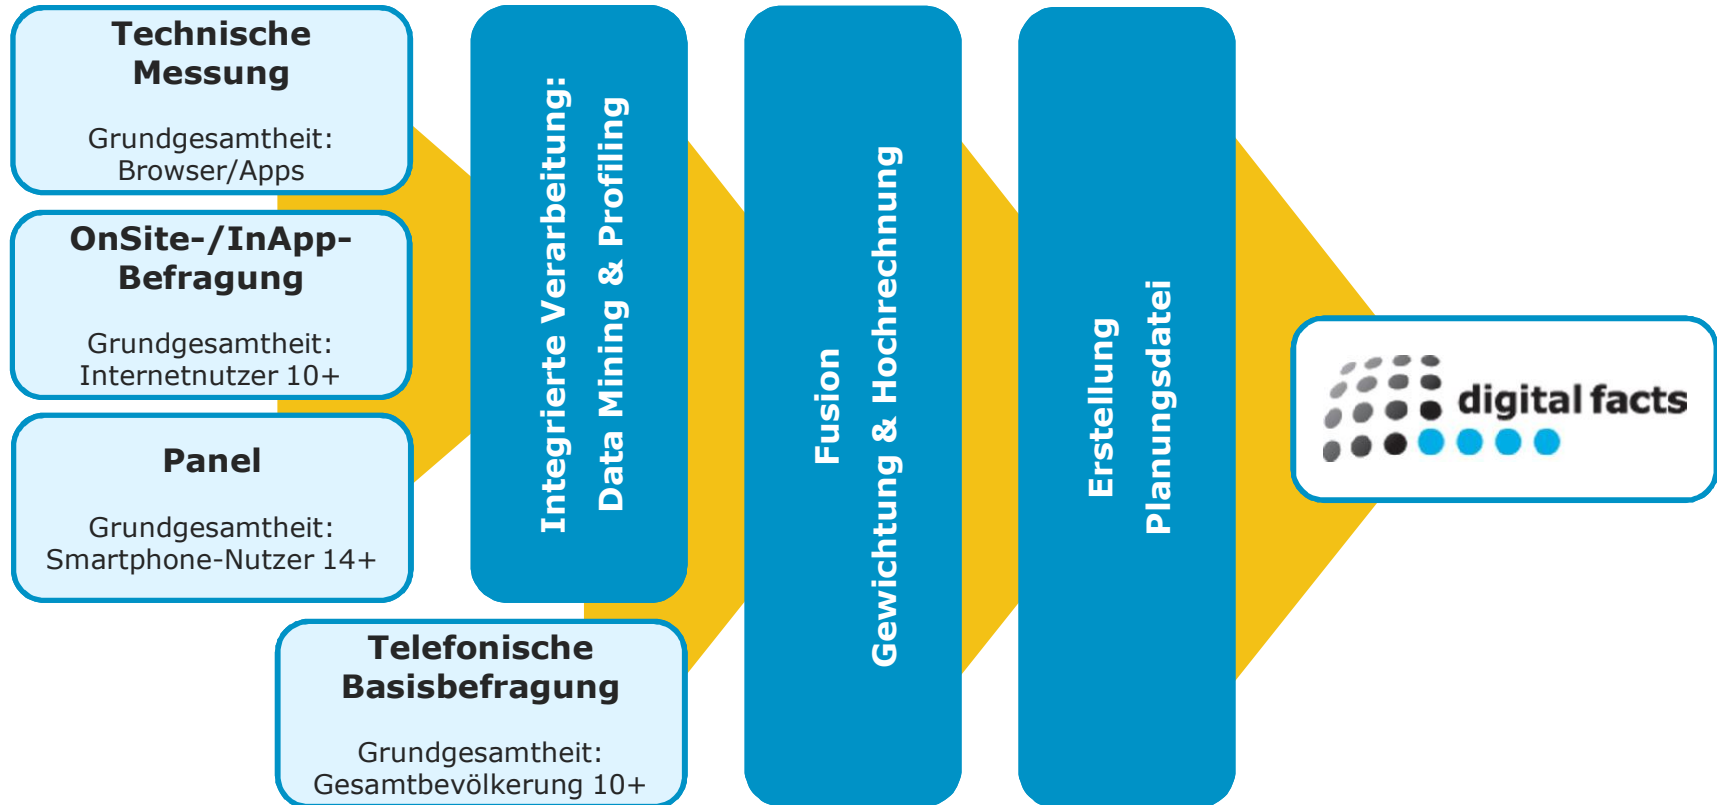 Technische
Messung
Grundgesamtheit:
Browser/Apps
OnSite-/InApp-
Befragung
Grundgesamtheit:
Internetnutzer 10+
Panel
Grundgesamtheit:
Smartphone-Nutzer 14+
Telefonische
Basisbefragung
Grundgesamtheit:
Gesamtbevölkerung 10+
Integrierte Verarbeitung:
Data Mining & Profiling
Fusion
Gewichtung & Hochrechnung
Erstellung
Planungsdatei
digital facts